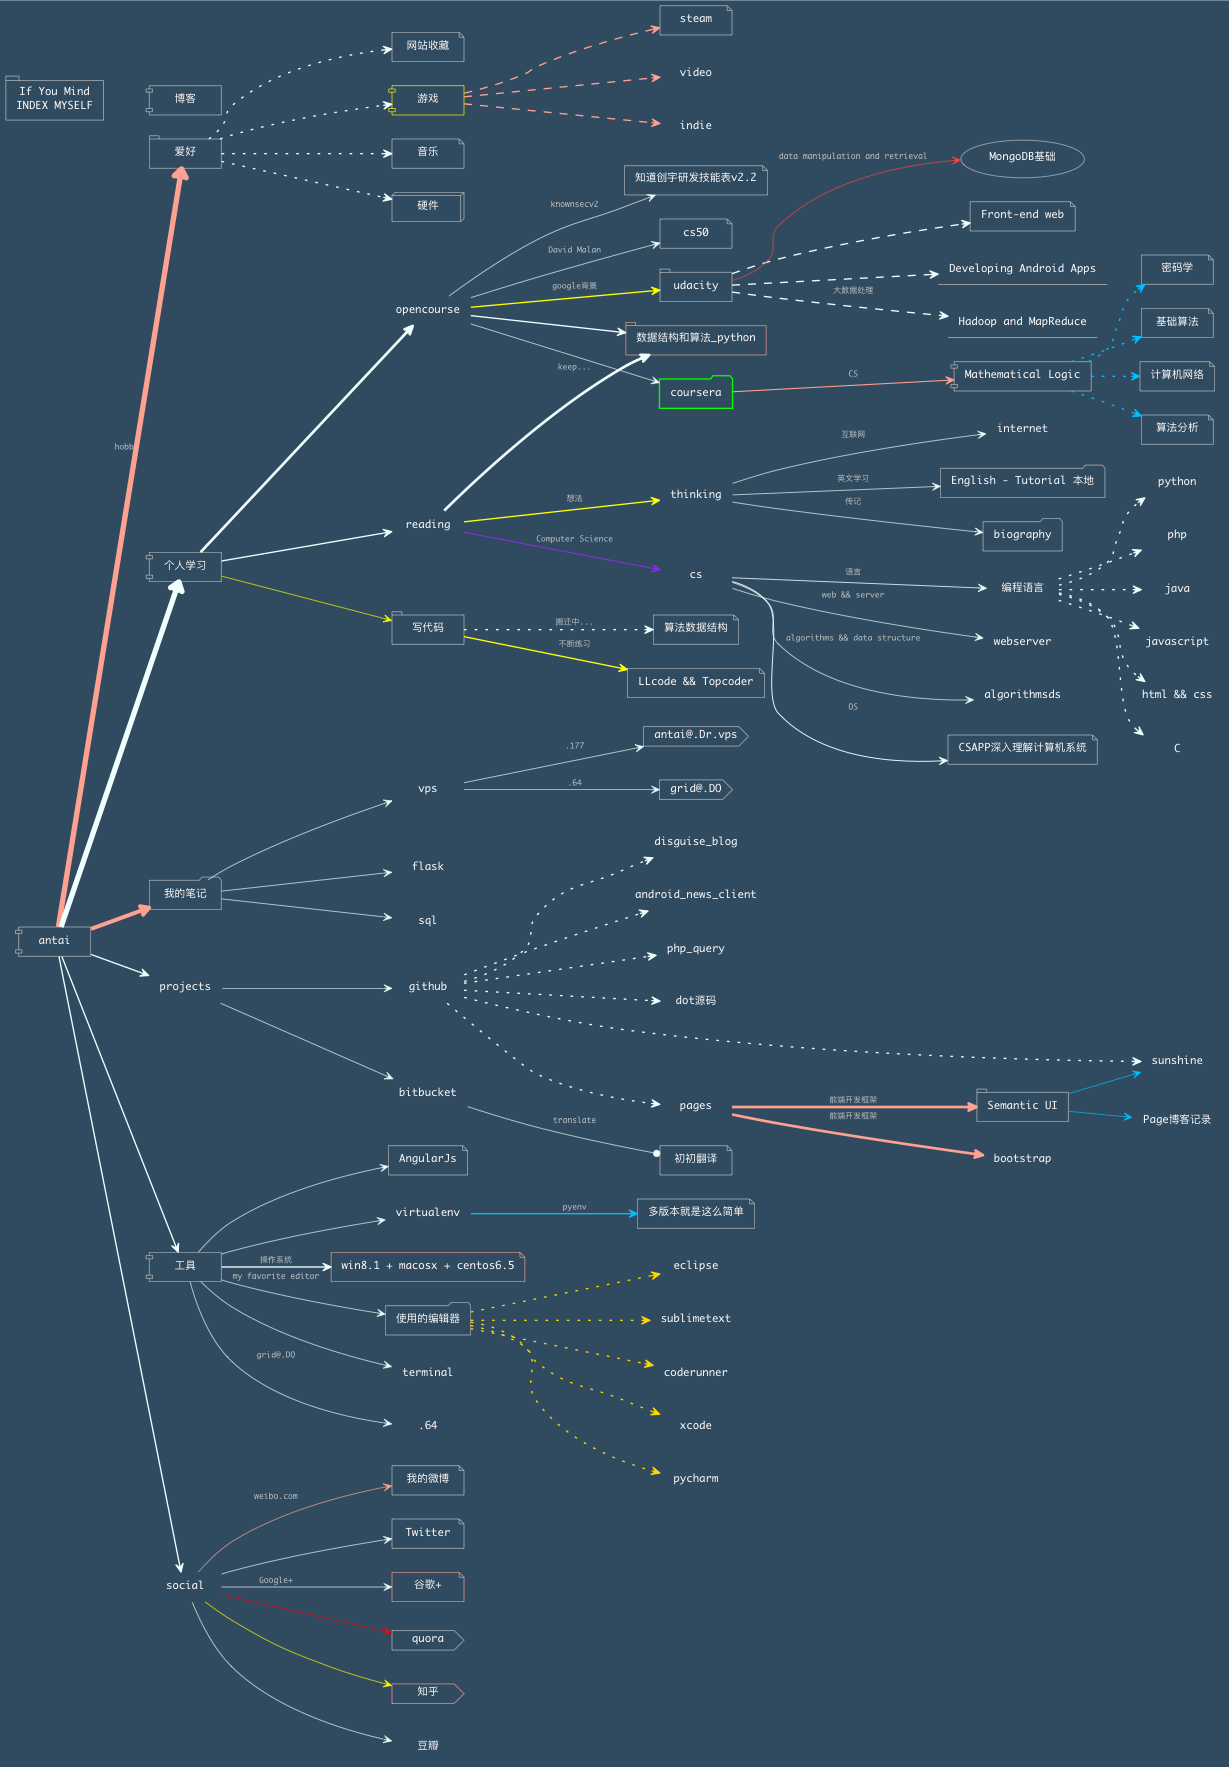 If You Mind
INDEX MYSELF
博客
爱好
网站收藏
游戏
音乐
硬件
steam
video
indie
hobb
knownsecv2
知道创宇研发技能表v2.2
David Malan
cs50
google背景
udacity
opencourse
数据结构和算法_python
keep...
coursera
data manipulation and retrieval
MongoDB基础
Front-end web
Developing Android Apps
大数据处理
Hadoop and MapReduce
CS
Mathematical Logic
密码学
基础算法
计算机网络
算法分析
个人学习
reading
想法
thinking
Computer Science
cs
互联网
internet
英文学习
English - Tutorial 本地
传记
biography
语言
编程语言
web && server
webserver
algorithms && data structure
algorithmsds
OS
CSAPP深入理解计算机系统
python
php
java
javascript
html && css
C
写代码
搬迁中...
算法数据结构
不断练习
LLcode && Topcoder
antai
我的笔记
vps
.177
antai@.Dr.vps
.64
grid@.DO
flask
sql
projects
github
disguise_blog
android_news_client
php_query
dot源码
sunshine
pages
前端开发框架
前端开发框架
Semantic UI
Page博客记录
bootstrap
bitbucket
translate
初初翻译
工具
AngularJs
virtualenv
pyenv
多版本就是这么简单
操作系统
win8.1 + macosx + centos6.5
my favorite editor
使用的编辑器
eclipse
sublimetext
coderunner
xcode
pycharm
terminal
grid@.DO
.64
social
weibo.com
我的微博
Twitter
Google+
谷歌+
quora
知乎
豆瓣